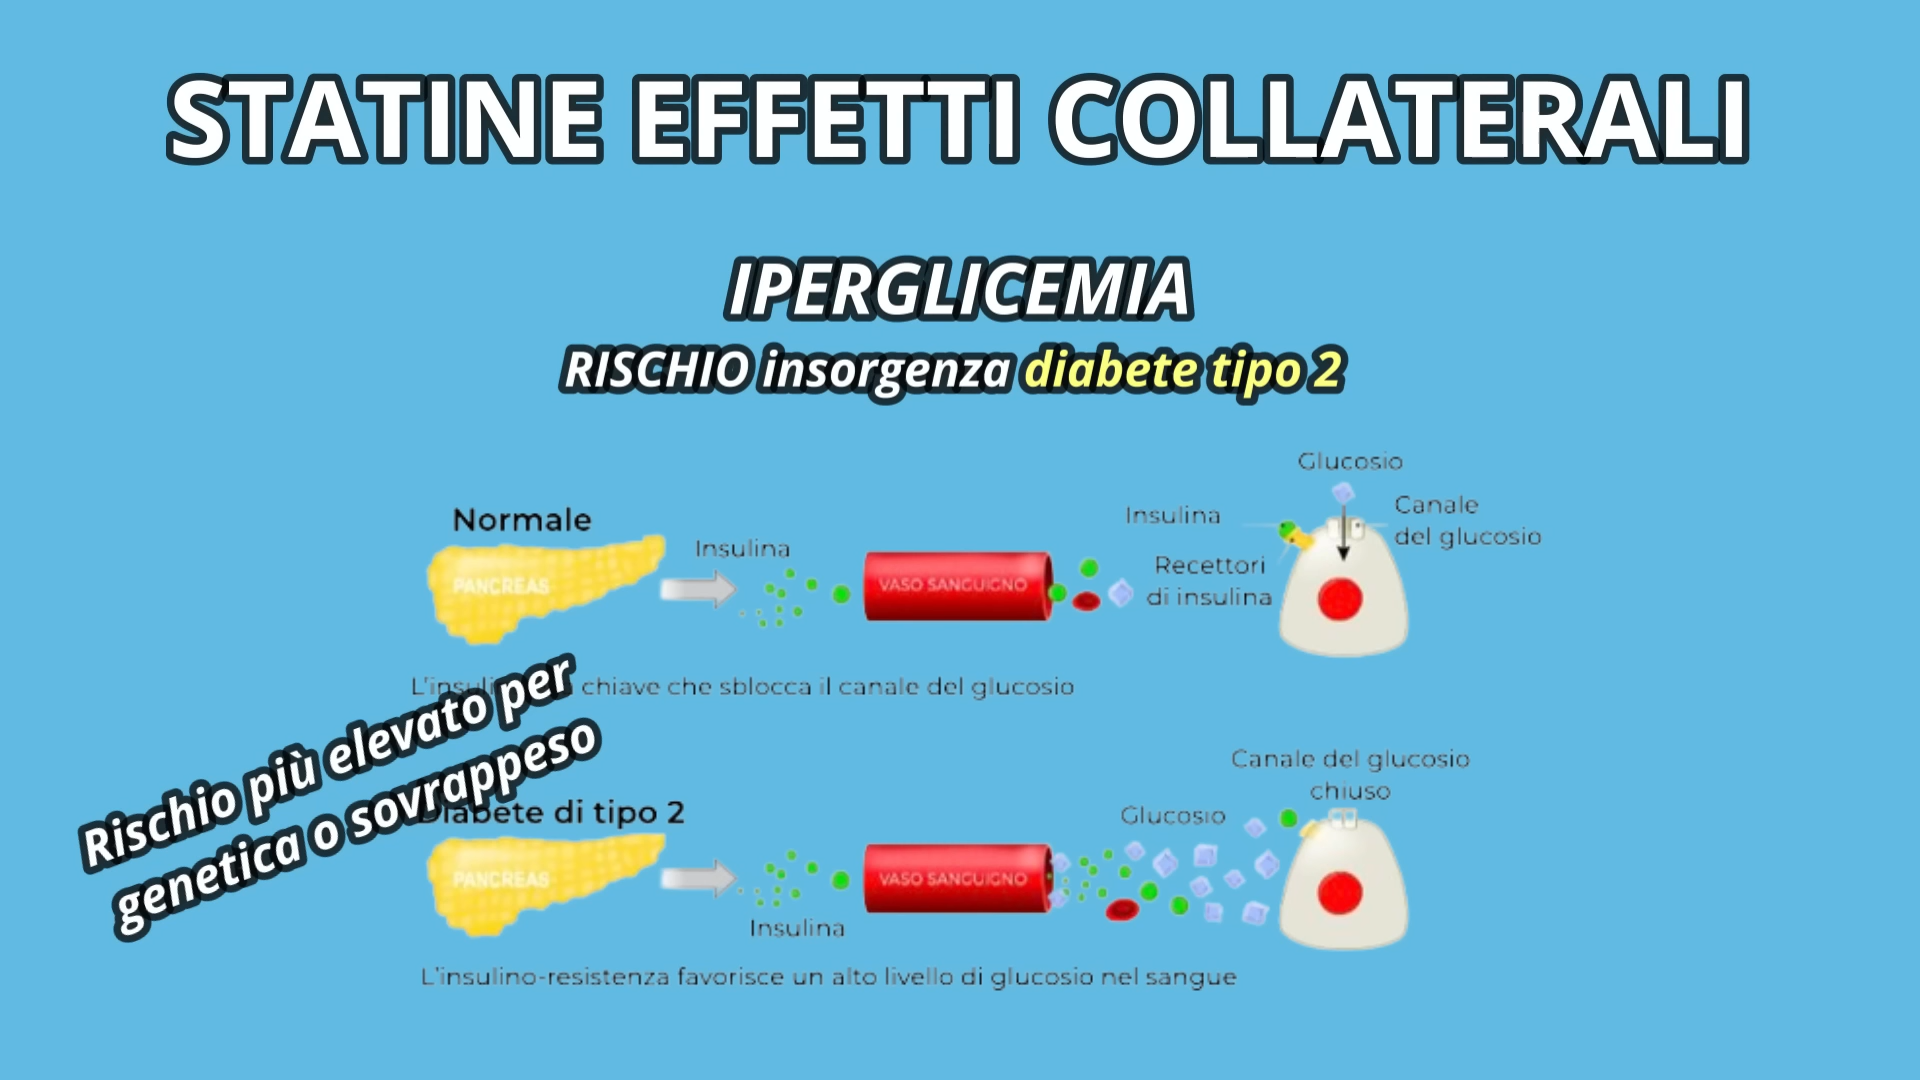 STATINE EFFETTI COLLATERALI
IPERGLICEMIA
RISCHIO insorgenza diabete tipo 2
Glucosio
Normale
Insulina
Insulina
Canale
del glucosio
Recettori
di insulina
PANCREAS
VASO SANGUIGNO
chiave che sblocca il canale del glucosio
Rischio più elevato per
genetica o sovrappeso
Canale del glucosio
chiuso
Diabete di tipo 2
Glucosio
PANCREAS
VASO SANGUIGNO
Insulina
L'insulino-resistenza favorisce un alto livello di glucosio nel sangue